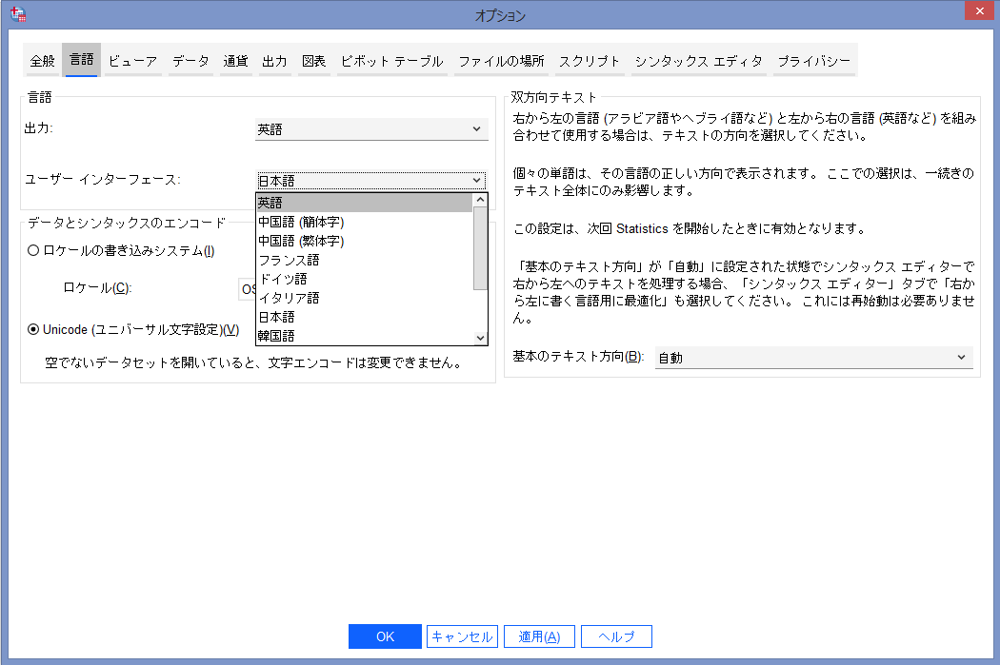 オプション
全般 言語 ビューア データ 通貨 出力 図表 ピボット テーブル ファイルの場所 スクリプト シンタックス エディタ プライバシー
言語
出力: 英語
ユーザー インターフェース: 日本語
英語
中国語 (簡体字)
中国語 (繁体字)
フランス語
ドイツ語
イタリア語
日本語
韓国語
データとシンタックスのエンコード
ロケールの書き込みシステム(I)
ロケール(C): OS
Unicode (ユニバーサル文字設定)(V)
空でないデータセットを開いていると、文字エンコードは変更できません。
双方向テキスト
右から左の言語 (アラビア語やヘブライ語など) と左から右の言語 (英語など) を組み
合わせて使用する場合は、テキストの方向を選択してください。
個々の単語は、その言語の正しい方向で表示されます。 ここでの選択は、一続きの
テキスト全体にのみ影響します。
この設定は、次回 Statistics を開始したときに有効となります。
「基本のテキスト方向」が「自動」に設定された状態でシンタックス エディターで
右から左へのテキストを処理する場合、「シンタックス エディター」タブで「右か
ら左に書く言語用に最適化」も選択してください。 これには再始動は必要ありませ
ん。
基本のテキスト方向(B): 自動
OK キャンセル 適用(A) ヘルプ